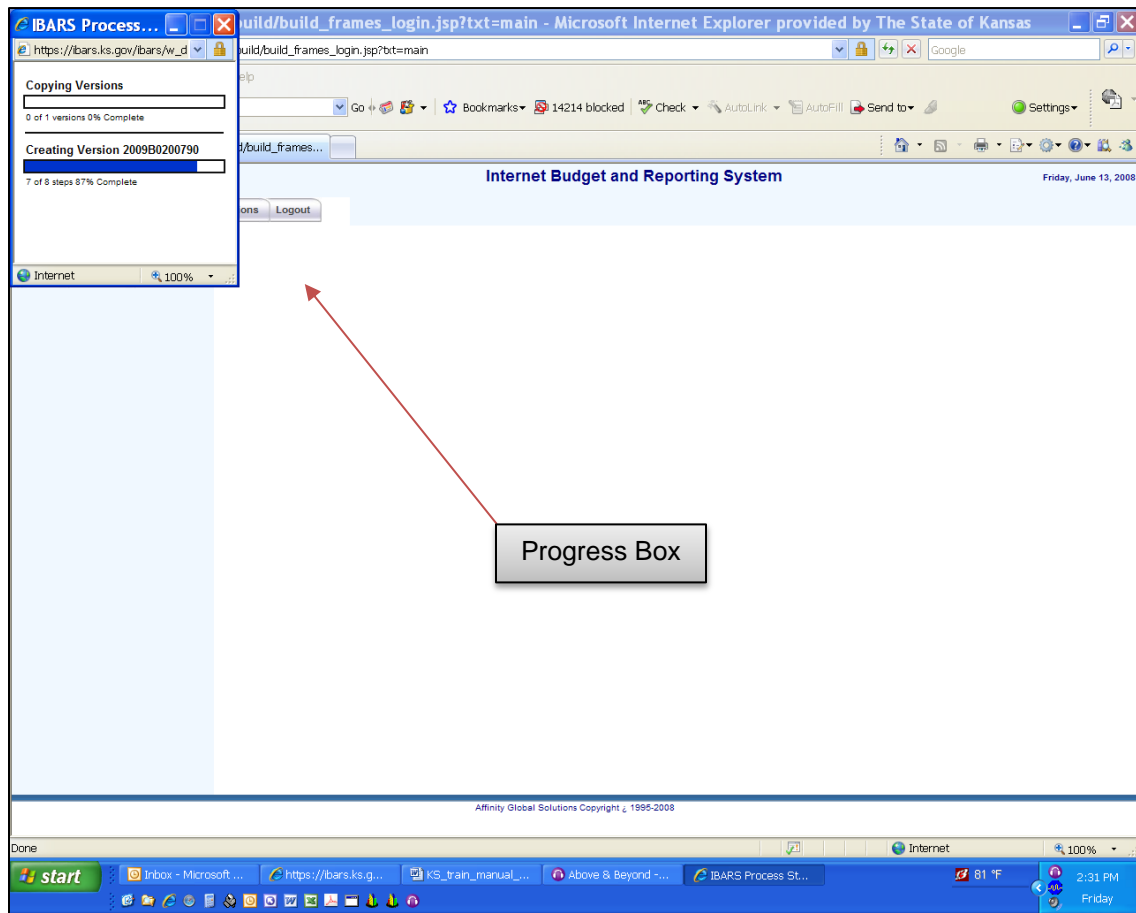 IBARS Process...
uild/build_frames_login.jsp?txt=main - Microsoft Internet Explorer provided by The State of Kansas
https://ibars.ks.gov/ibars/w_d
uild/build_frames_login.jsp?txt=main
Google
Copying Versions
0 of 1 versions 0% Complete
Creating Version 2009B0200790
7 of 8 steps 87% Complete
Internet
100%
elp
Go
Bookmarks
14214 blocked
ABC
Check
AutoLink
AutoFill
Send to
Settings
d/build_frames...
Internet Budget and Reporting System
Friday, June 13, 2008
ons
Logout
Progress Box
Affinity Global Solutions Copyright ¿ 1995-2008
Done
Internet
100%
start
Inbox - Microsoft ...
https://ibars.ks.g...
KS_train_manual_...
Above & Beyond -...
IBARS Process St...
81 °F
2:31 PM
Friday